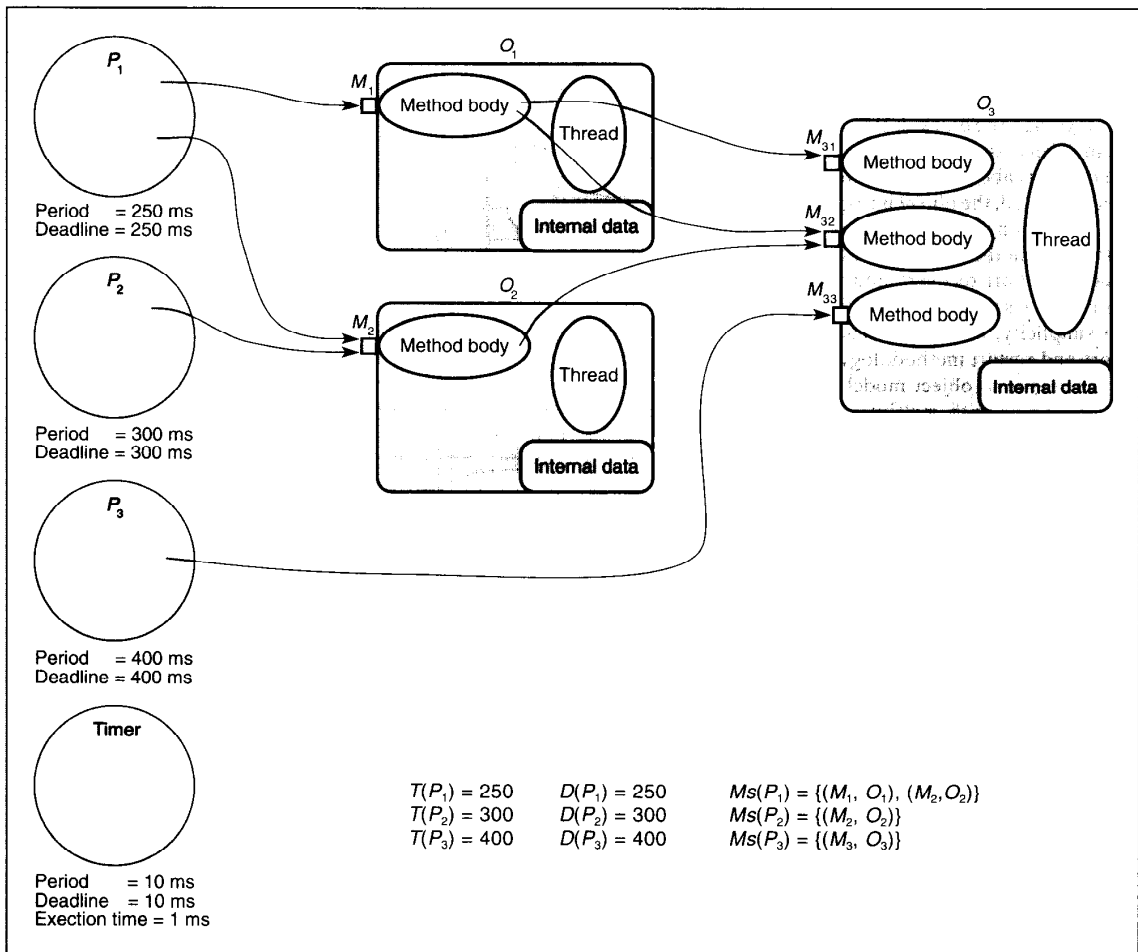 P1
Period = 250 ms
Deadline = 250 ms
P2
Period = 300 ms
Deadline = 300 ms
P3
Period = 400 ms
Deadline = 400 ms
Timer
Period = 10 ms
Deadline = 10 ms
Exection time = 1 ms
O1
M1
Method body
Thread
Internal data
O2
M2
Method body
Thread
Internal data
O3
M31
Method body
M32
Method body
M33
Method body
Thread
Internal data
object model
T(P1) = 250 D(P1) = 250 Ms(P1) = {(M1, O1), (M2,O2)}
T(P2) = 300 D(P2) = 300 Ms(P2) = {(M2, O2)}
T(P3) = 400 D(P3) = 400 Ms(P3) = {(M3, O3)}